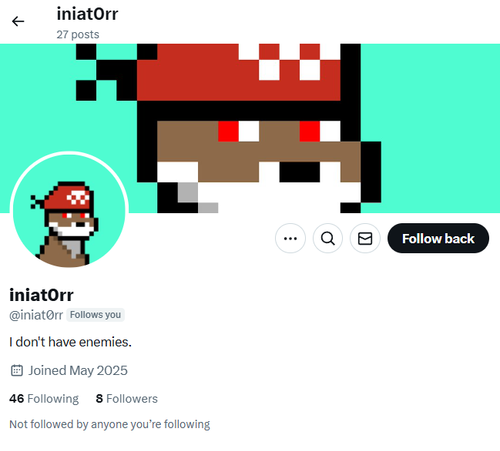 iniat0rr
27 posts
Follow back
iniat0rr
@iniat0rr Follows you
I don't have enemies.
Joined May 2025
46 Following 8 Followers
Not followed by anyone you're following